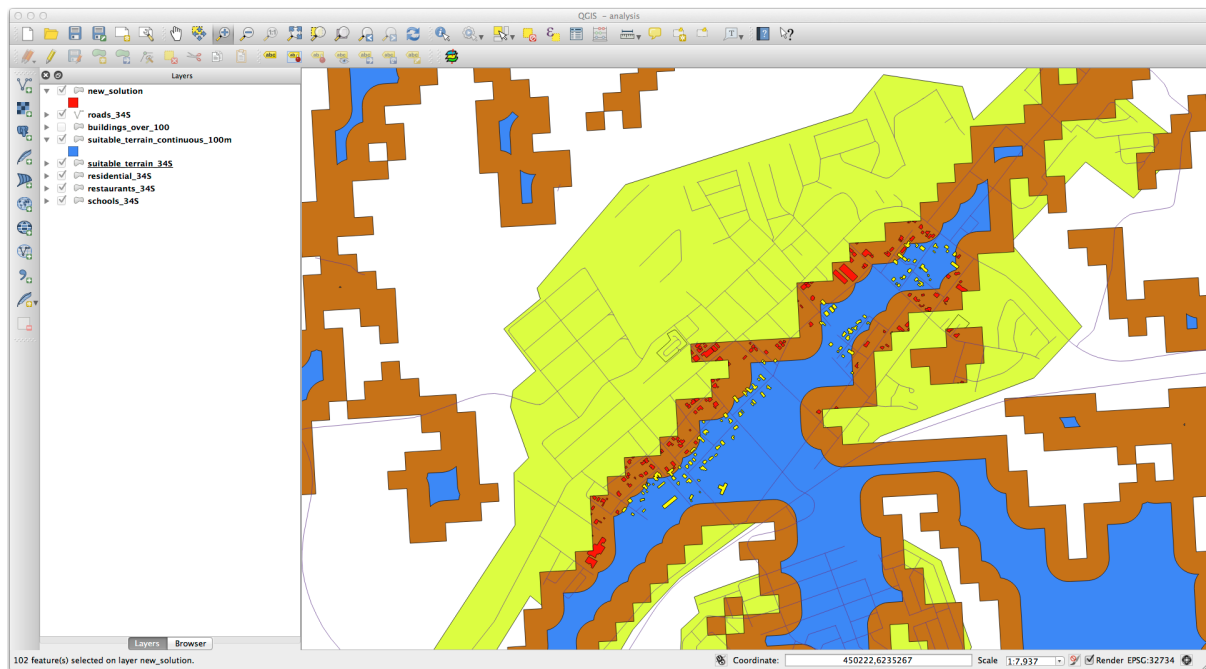 QGIS - analysis
Layers
new_solution
roads_34S
buildings_over_100
suitable_terrain_continuous_100m
suitable_terrain_34S
residential_34S
restaurants_34S
schools_34S
Layers Browser
102 feature(s) selected on layer new_solution.
Coordinate: 450222,6235267 Scale 1:7,937 Render EPSG:32734